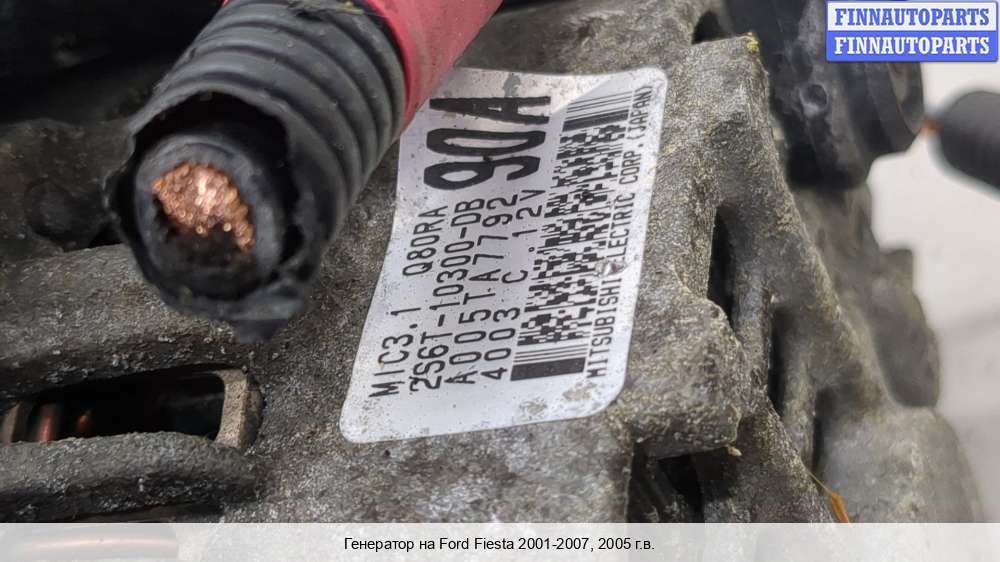 FINNAUTOPARTS
FINNAUTOPARTS
MIC3.1 Q80RA 90A
2S6T-10300-DB
A005TA7792
4003 C .12V
MITSUBISHI ELECTRIC CORP. (JAPAN)
Генератор на Ford Fiesta 2001-2007, 2005 г.в.